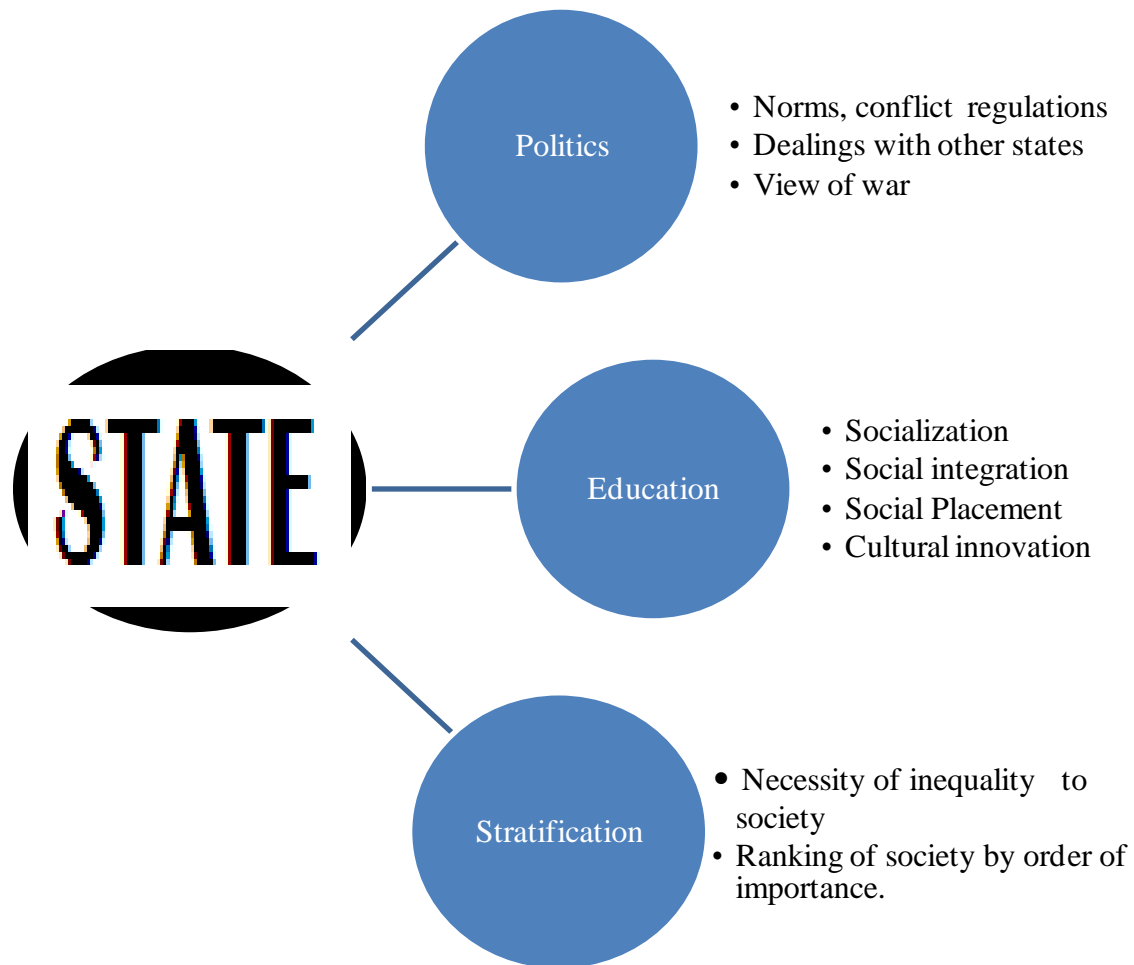 Politics
• Norms, conflict regulations
• Dealings with other states
• View of war
STATE
Education
• Socialization
• Social integration
• Social Placement
• Cultural innovation
Stratification
• Necessity of inequality to
society
• Ranking of society by order of
importance.